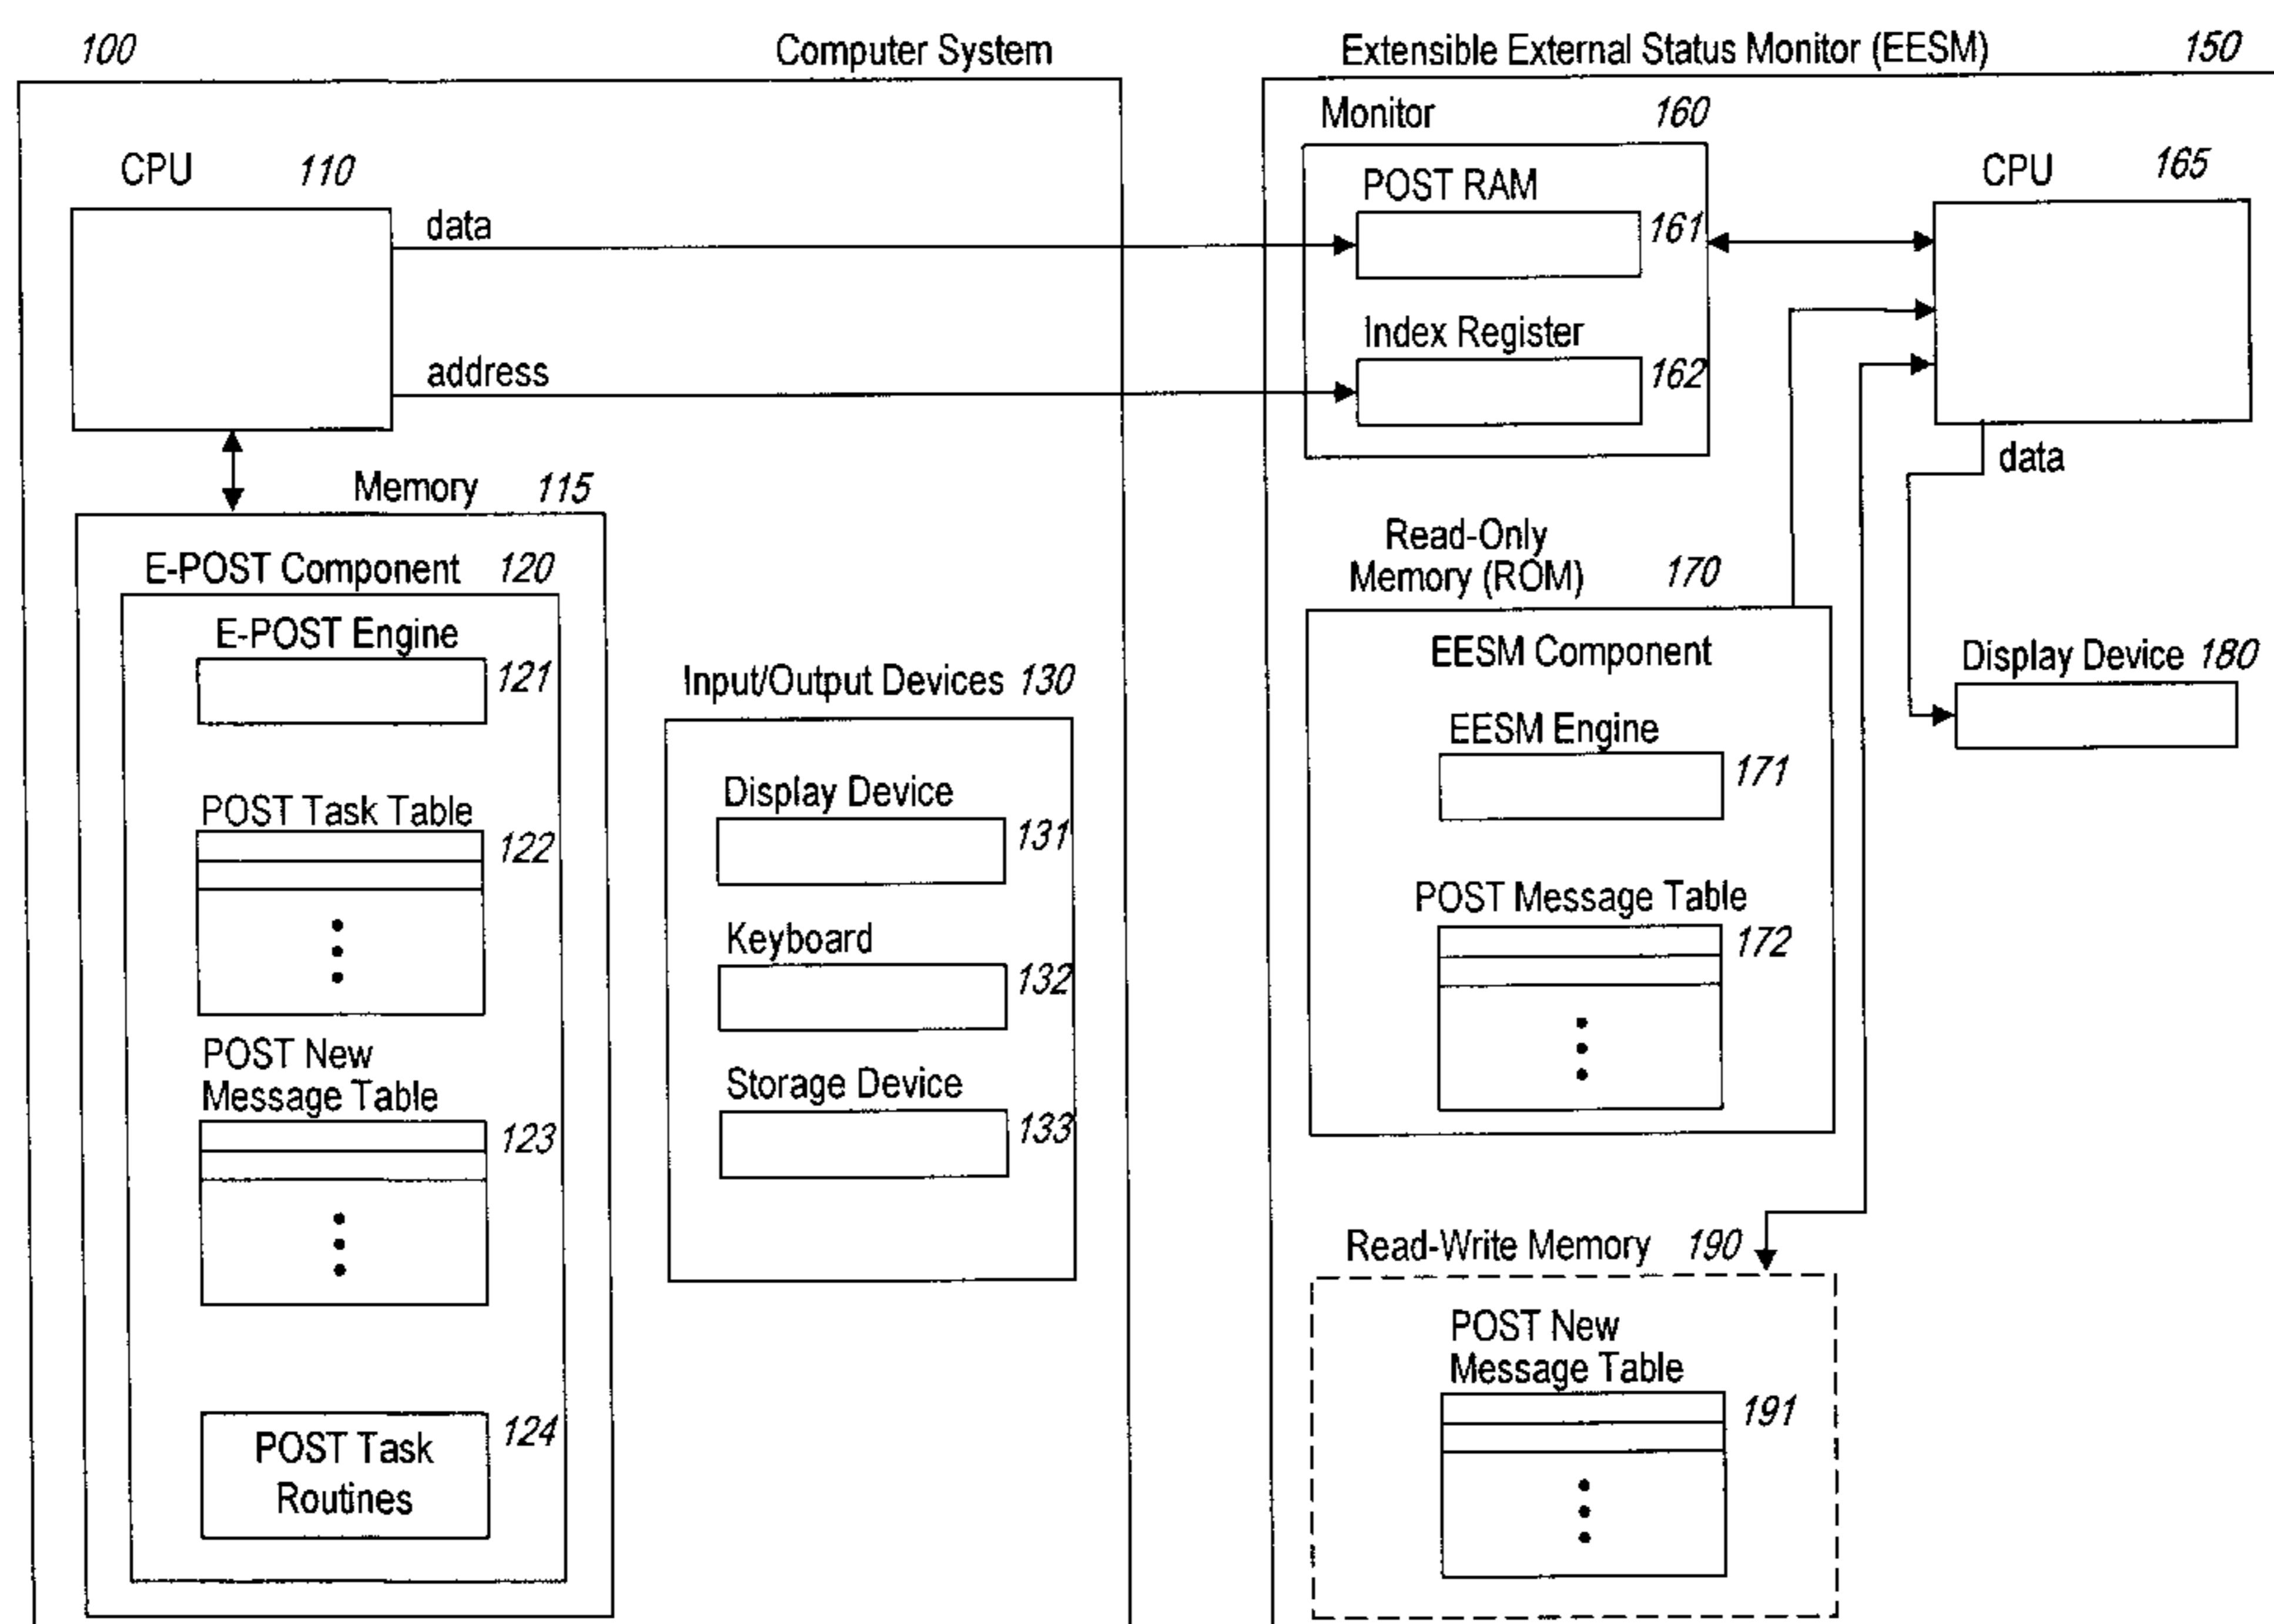 100 Computer System
CPU 110
data
address
Memory 115
E-POST Component 120
E-POST Engine
121
POST Task Table
122
POST New
Message Table
123
POST Task
Routines
124
Input/Output Devices 130
Display Device
131
Keyboard
132
Storage Device
133
Extensible External Status Monitor (EESM) 150
Monitor 160
POST RAM
161
Index Register
162
CPU 165
data
Read-Only
Memory (ROM) 170
EESM Component
EESM Engine
171
POST Message Table
172
Display Device 180
Read-Write Memory 190
POST New
Message Table
191